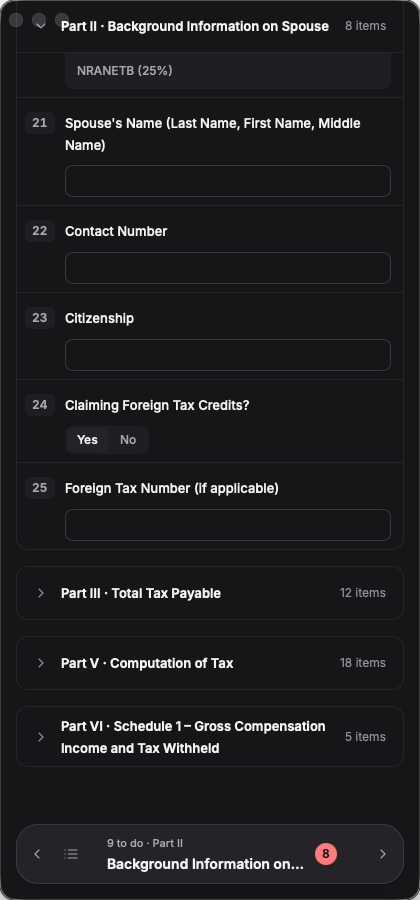 Part II · Background Information on Spouse 8 items
NRANETB (25%)
21 Spouse's Name (Last Name, First Name, Middle
Name)
22 Contact Number
23 Citizenship
24 Claiming Foreign Tax Credits?
Yes No
25 Foreign Tax Number (if applicable)
Part III · Total Tax Payable 12 items
Part V · Computation of Tax 18 items
Part VI · Schedule 1 – Gross Compensation
Income and Tax Withheld 5 items
9 to do · Part II
Background Information on... 8